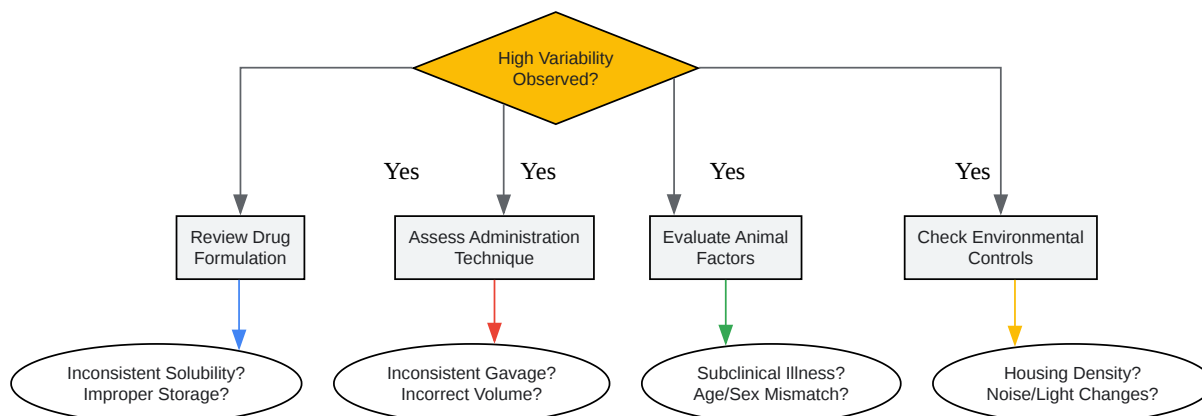 High Variability
Observed?
Yes
Yes
Yes
Yes
Review Drug
Formulation
Assess Administration
Technique
Evaluate Animal
Factors
Check Environmental
Controls
Inconsistent Solubility?
Improper Storage?
Inconsistent Gavage?
Incorrect Volume?
Subclinical Illness?
Age/Sex Mismatch?
Housing Density?
Noise/Light Changes?